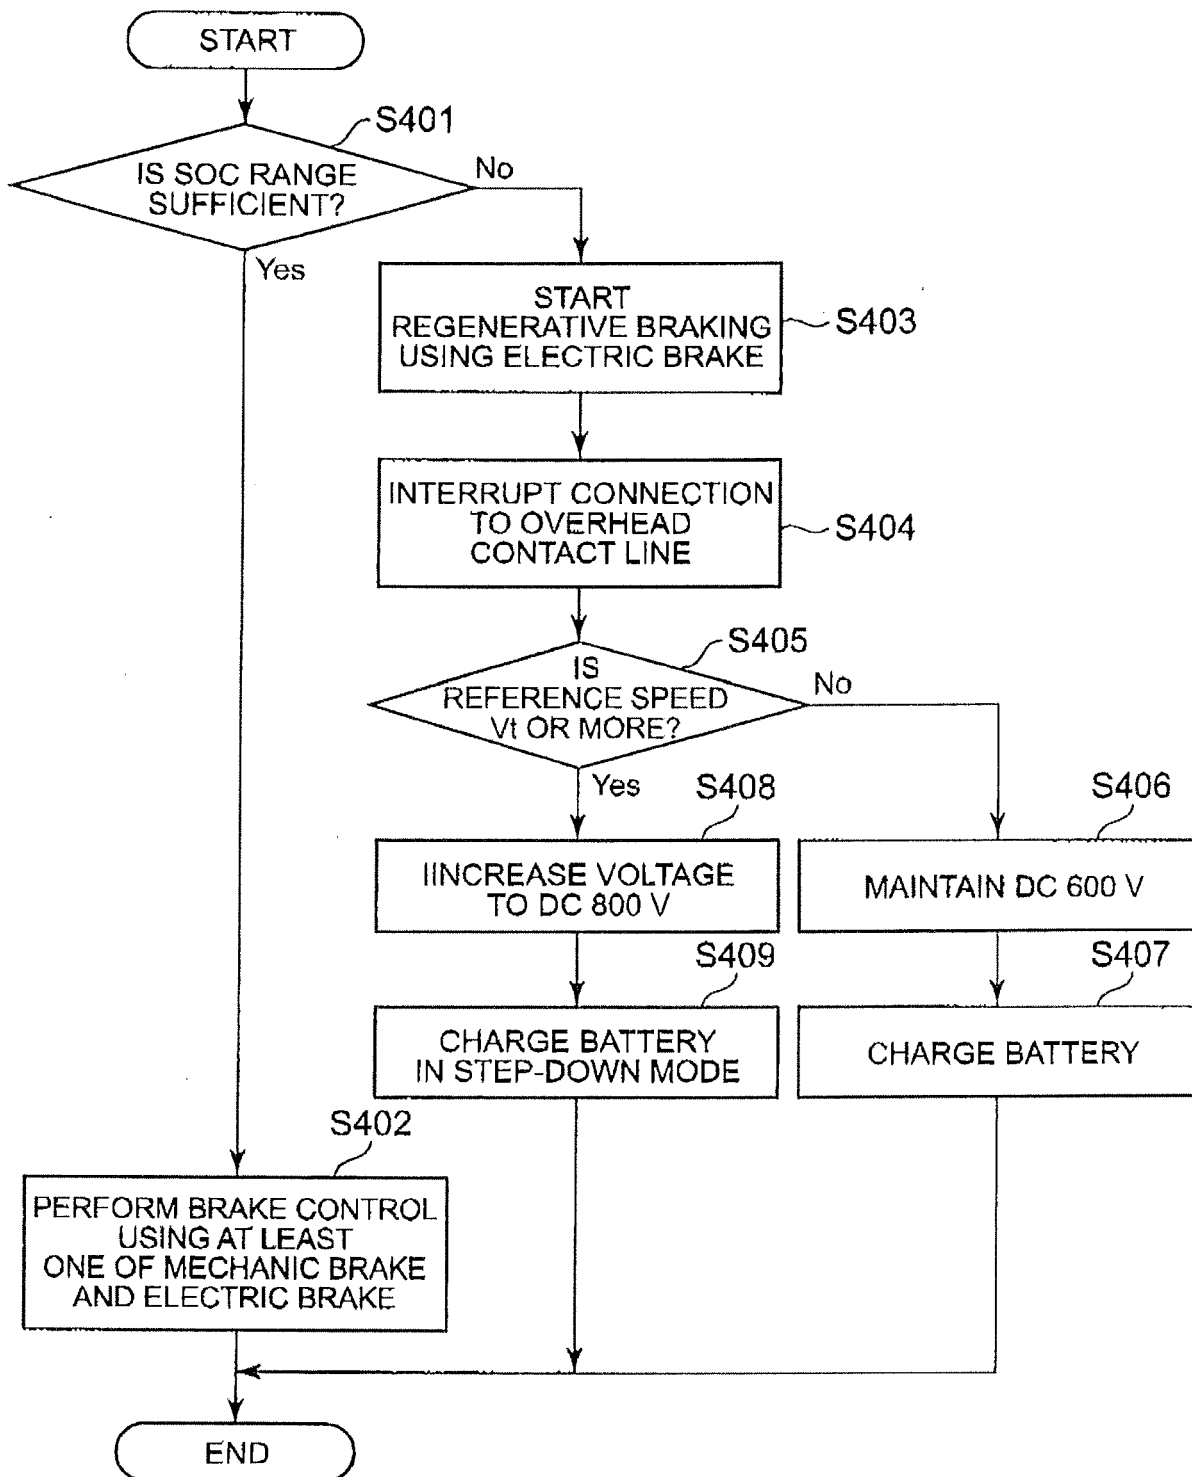 START
S401
IS SOC RANGE
SUFFICIENT?
No
Yes
START
REGENERATIVE BRAKING
USING ELECTRIC BRAKE
S403
INTERRUPT CONNECTION
TO OVERHEAD
CONTACT LINE
S404
S405
IS
REFERENCE SPEED
Vt OR MORE?
No
Yes
S408
IINCREASE VOLTAGE
TO DC 800 V
S406
MAINTAIN DC 600 V
S409
CHARGE BATTERY
IN STEP-DOWN MODE
S407
CHARGE BATTERY
S402
PERFORM BRAKE CONTROL
USING AT LEAST
ONE OF MECHANIC BRAKE
AND ELECTRIC BRAKE
END